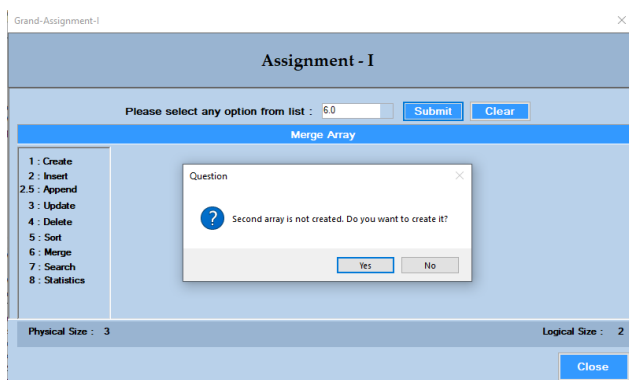 Grand-Assignment-I
Assignment - I
Please select any option from list : 6.0 Submit Clear
Merge Array
1 : Create
2 : Insert
2.5 : Append
3 : Update
4 : Delete
5 : Sort
6 : Merge
7 : Search
8 : Statistics
Question
Second array is not created. Do you want to create it?
Yes No
Physical Size : 3 Logical Size : 2
Close